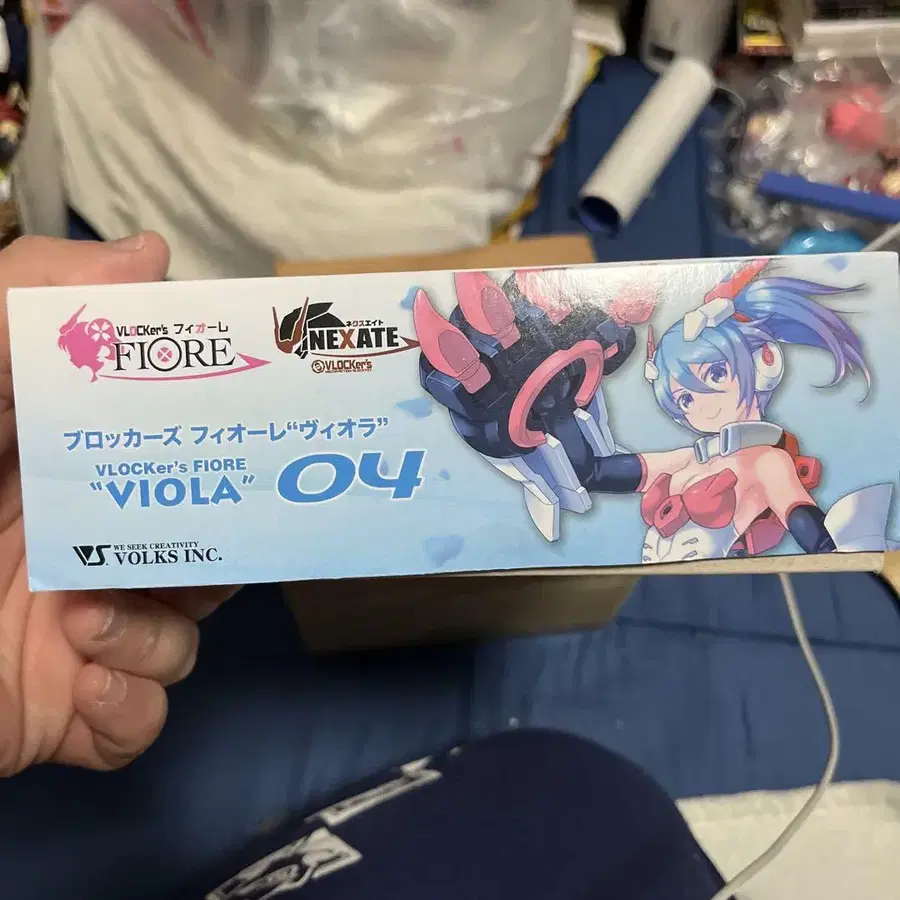 VLOCKer's フィオーレ
FIORE
ネクスエイト
NEXATE
VLOCKer's
ブロッカーズ フィオーレ“ヴィオラ”
VLOCKer's FIORE
“VIOLA” 04
VS.
WE SEEK CREATIVITY
VOLKS INC.